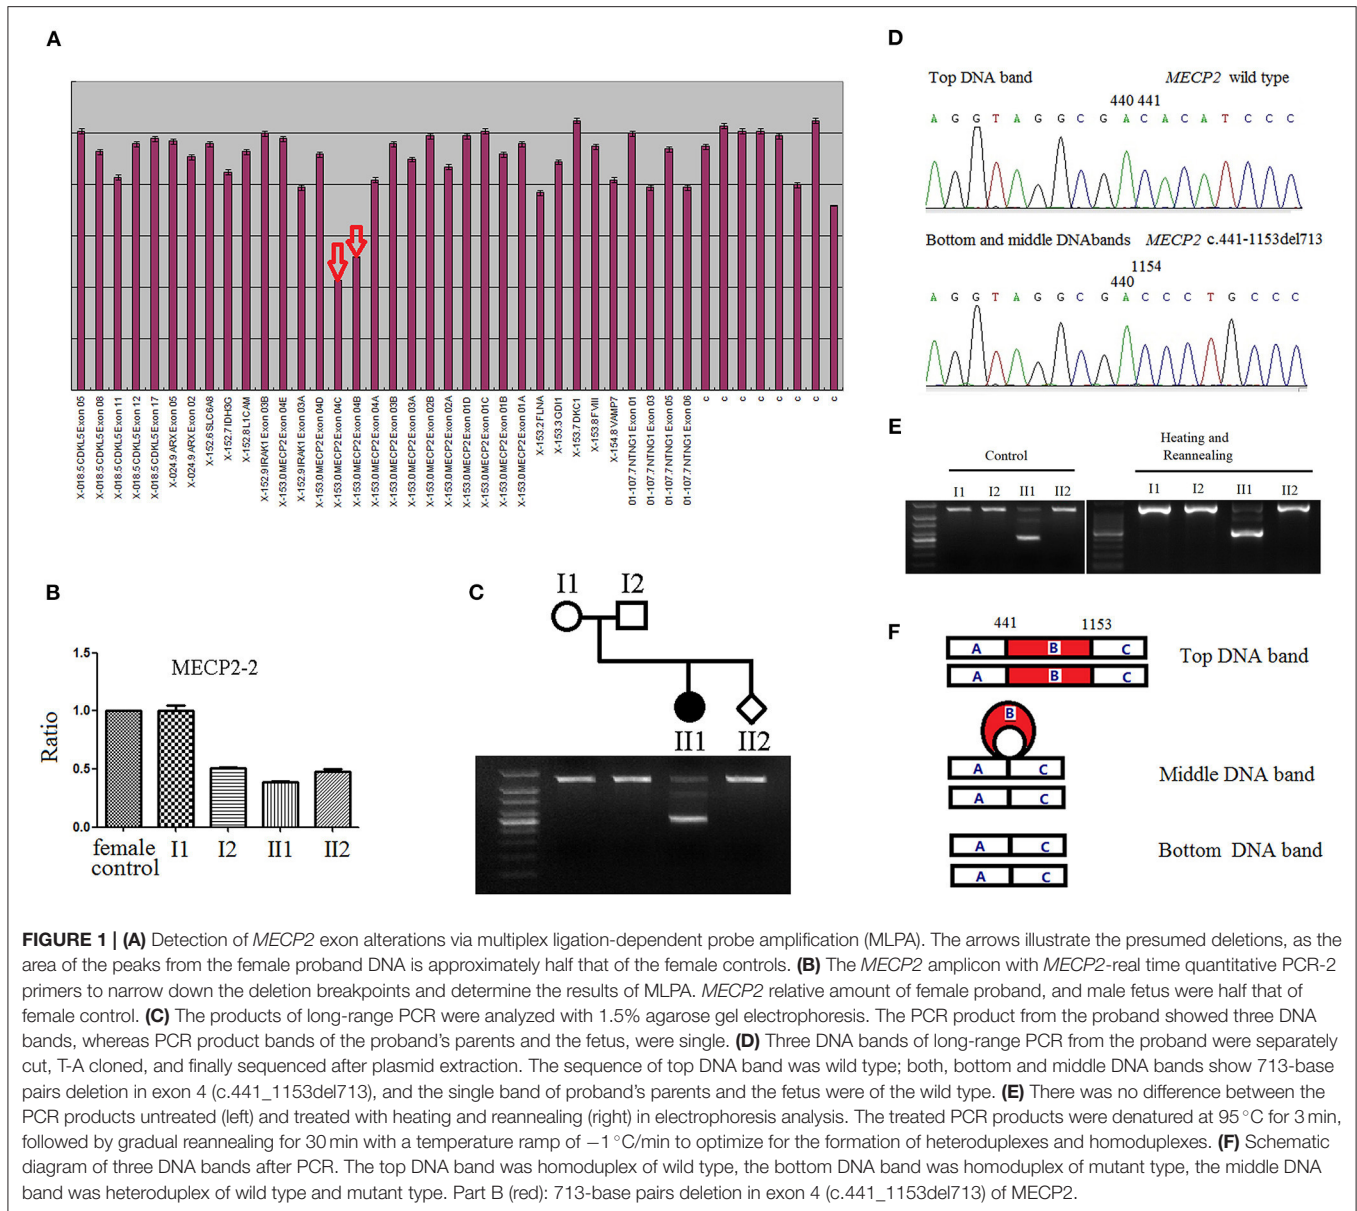 A
X-018.5 CDKL5 Exon 05
X-018.5 CDKL5 Exon 08
X-018.5 CDKL5 Exon 11
X-018.5 CDKL5 Exon 12
X-018.5 CDKL5 Exon 17
X-024.9 ARX Exon 05
X-024.9 ARX Exon 02
X-152.6 SLC6A8
X-152.7 IDH3G
X-152.8 L1CAM
X-152.9 IRAK1 Exon 03B
X-153.0 MECP2 Exon 04E
X-152.9 IRAK1 Exon 03A
X-153.0 MECP2 Exon 04D
X-153.0 MECP2 Exon 04C
X-153.0 MECP2 Exon 04B
X-153.0 MECP2 Exon 04A
X-153.0 MECP2 Exon 03B
X-153.0 MECP2 Exon 03A
X-153.0 MECP2 Exon 02B
X-153.0 MECP2 Exon 02A
X-153.0 MECP2 Exon 01D
X-153.0 MECP2 Exon 01C
X-153.0 MECP2 Exon 01B
X-153.0 MECP2 Exon 01A
X-153.2 FLNA
X-153.3 GDI1
X-153.7 DKC1
X-153.8 FVIII
X-154.8 VAMP7
01-107.7 NTNG1 Exon 01
01-107.7 NTNG1 Exon 03
01-107.7 NTNG1 Exon 05
01-107.7 NTNG1 Exon 06
c
c
c
c
c
c
c
c
B
MECP2-2
Ratio
1.5
1.0
0.5
0.0
female control I1 I2 II1 II2
C
I1 I2
II1 II2
D
Top DNA band MECP2 wild type
440 441
A G G T A G G C G A C A C A T C C C
Bottom and middle DNAbands MECP2 c.441-1153del713
1154
440
A G G T A G G C G A C C C T G C C C
E
Control
Heating and
Reannealing
I1 I2 II1 II2 I1 I2 II1 II2
F
441 1153
A B C
A B C
Top DNA band
B
A C
A C
Middle DNA band
A C
A C
Bottom DNA band
FIGURE 1 | (A) Detection of MECP2 exon alterations via multiplex ligation-dependent probe amplification (MLPA). The arrows illustrate the presumed deletions, as the
area of the peaks from the female proband DNA is approximately half that of the female controls. (B) The MECP2 amplicon with MECP2-real time quantitative PCR-2
primers to narrow down the deletion breakpoints and determine the results of MLPA. MECP2 relative amount of female proband, and male fetus were half that of
female control. (C) The products of long-range PCR were analyzed with 1.5% agarose gel electrophoresis. The PCR product from the proband showed three DNA
bands, whereas PCR product bands of the proband's parents and the fetus, were single. (D) Three DNA bands of long-range PCR from the proband were separately
cut, T-A cloned, and finally sequenced after plasmid extraction. The sequence of top DNA band was wild type; both, bottom and middle DNA bands show 713-base
pairs deletion in exon 4 (c.441_1153del713), and the single band of proband's parents and the fetus were of the wild type. (E) There was no difference between the
PCR products untreated (left) and treated with heating and reannealing (right) in electrophoresis analysis. The treated PCR products were denatured at 95 °C for 3 min,
followed by gradual reannealing for 30 min with a temperature ramp of −1 °C/min to optimize for the formation of heteroduplexes and homoduplexes. (F) Schematic
diagram of three DNA bands after PCR. The top DNA band was homoduplex of wild type, the bottom DNA band was homoduplex of mutant type, the middle DNA
band was heteroduplex of wild type and mutant type. Part B (red): 713-base pairs deletion in exon 4 (c.441_1153del713) of MECP2.